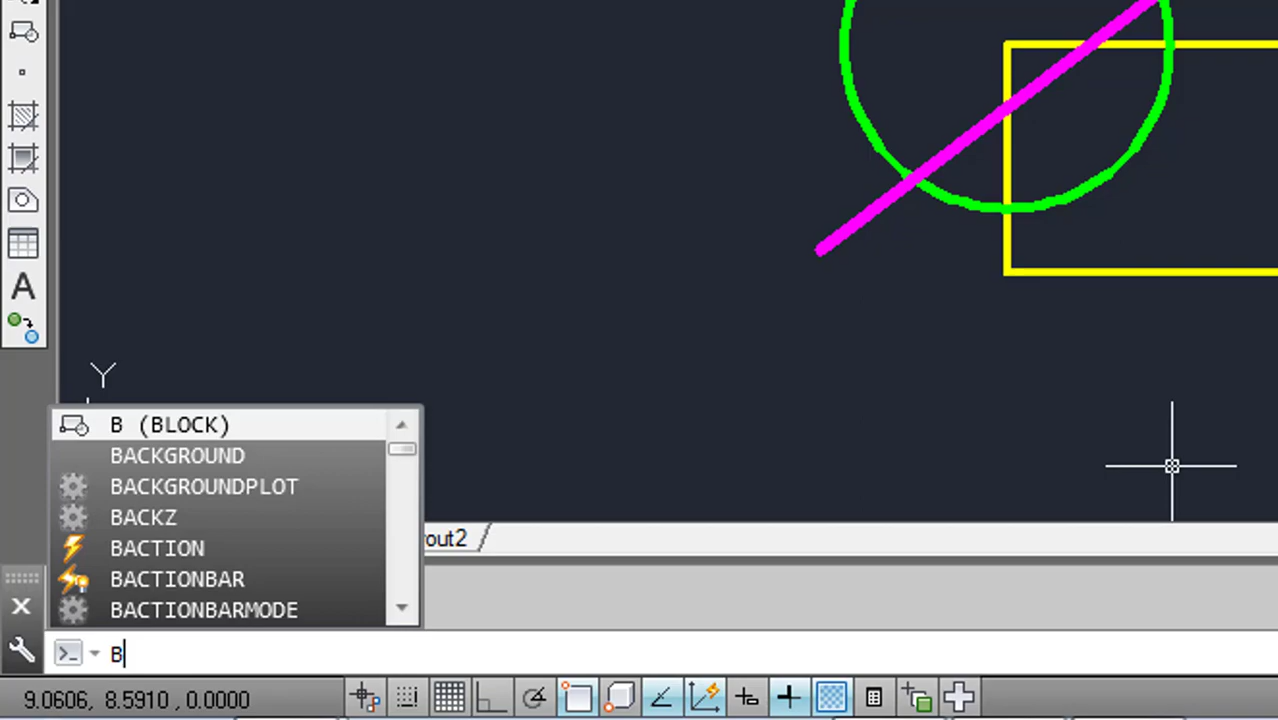 A
Y
B (BLOCK)
BACKGROUND
BACKGROUNDPLOT
BACKZ
BACTION
BACTIONBAR
BACTIONBARMODE
out2
B
9.0606, 8.5910 , 0.0000